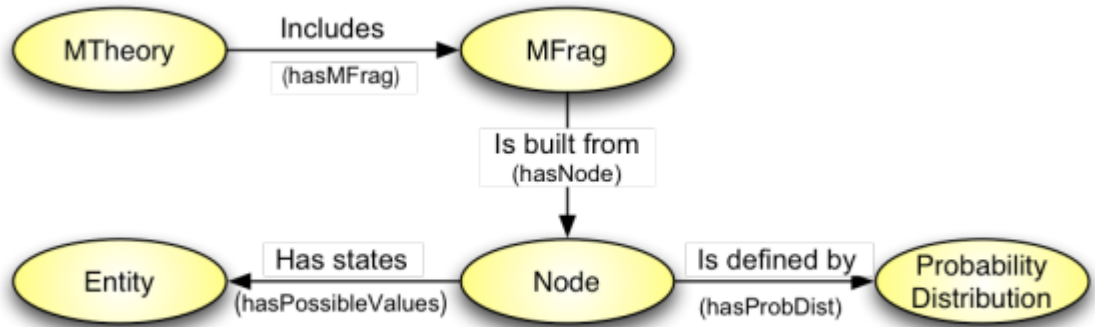 MTheory
Includes
(hasMFrag)
MFrag
Is built from
(hasNode)
Entity
Has states
(hasPossibleValues)
Node
Is defined by
(hasProbDist)
Probability
Distribution